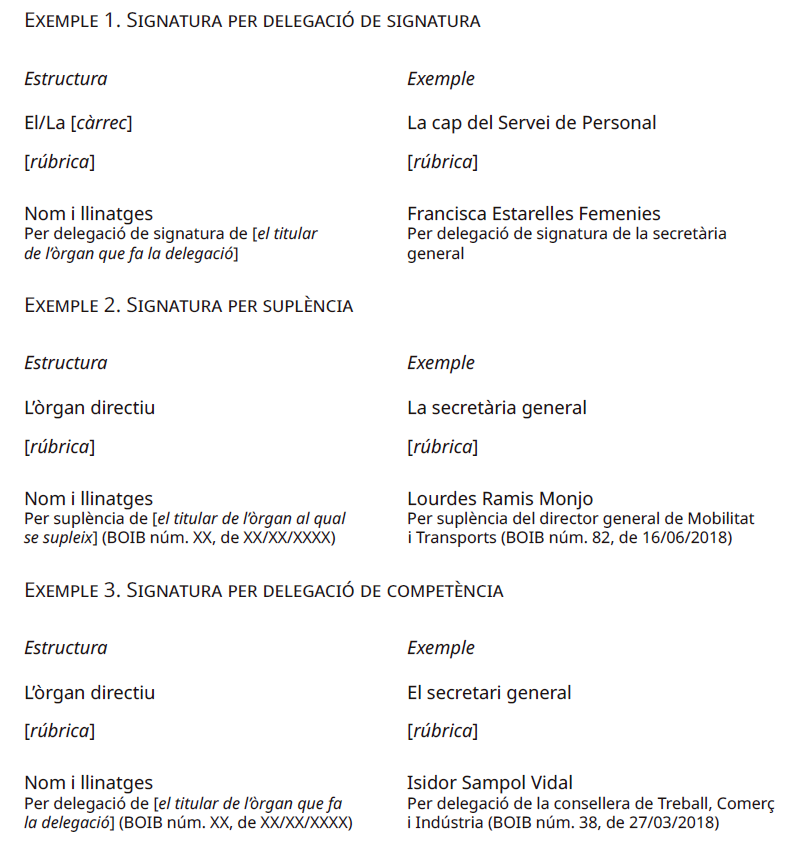 EXEMPLE 1. SIGNATURA PER DELEGACIÓ DE SIGNATURA
Estructura
Exemple
El/La [càrrec]
La cap del Servei de Personal
[rúbrica]
[rúbrica]
Nom i llinatges
Per delegació de signatura de [el titular
de l’òrgan que fa la delegació]
Francisca Estarelles Femenies
Per delegació de signatura de la secretària
general
EXEMPLE 2. SIGNATURA PER SUPLÈNCIA
Estructura
Exemple
L’òrgan directiu
La secretària general
[rúbrica]
[rúbrica]
Nom i llinatges
Per suplència de [el titular de l’òrgan al qual
se supleix] (BOIB núm. XX, de XX/XX/XXXX)
Lourdes Ramis Monjo
Per suplència del director general de Mobilitat
i Transports (BOIB núm. 82, de 16/06/2018)
EXEMPLE 3. SIGNATURA PER DELEGACIÓ DE COMPETÈNCIA
Estructura
Exemple
L’òrgan directiu
El secretari general
[rúbrica]
[rúbrica]
Nom i llinatges
Per delegació de [el titular de l’òrgan que fa
la delegació] (BOIB núm. XX, de XX/XX/XXXX)
Isidor Sampol Vidal
Per delegació de la consellera de Treball, Comerç
i Indústria (BOIB núm. 38, de 27/03/2018)